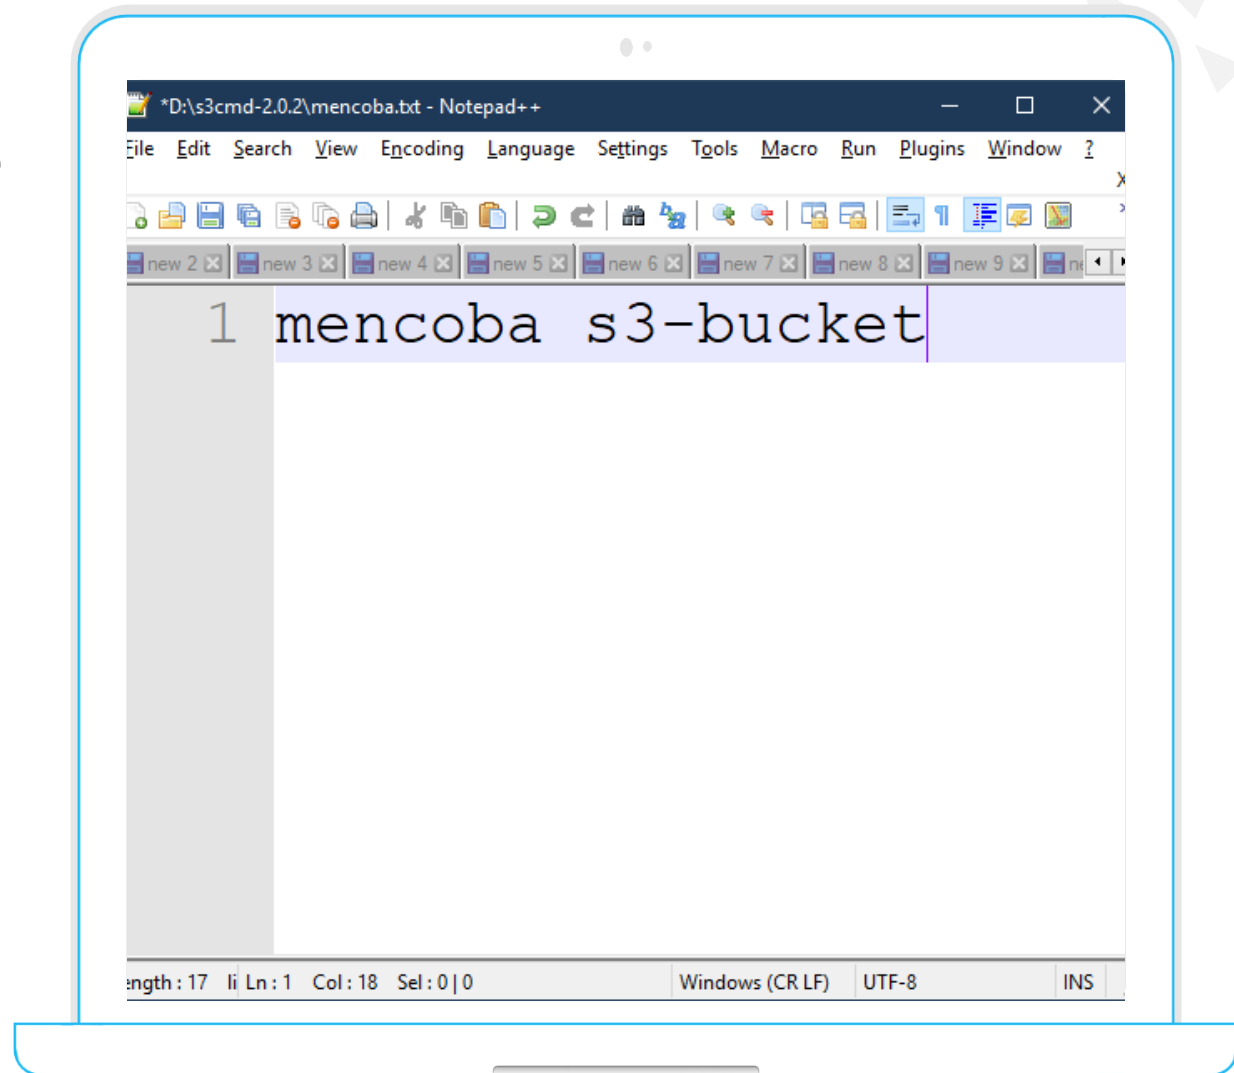 *D:\s3cmd-2.0.2\mencoba.txt - Notepad++
File Edit Search View Encoding Language Settings Tools Macro Run Plugins Window ?
X
new 2 new 3 new 4 new 5 new 6 new 7 new 8 new 9
1 mencoba s3-bucket
ength : 17 li Ln : 1 Col : 18 Sel : 0 | 0 Windows (CR LF) UTF-8 INS